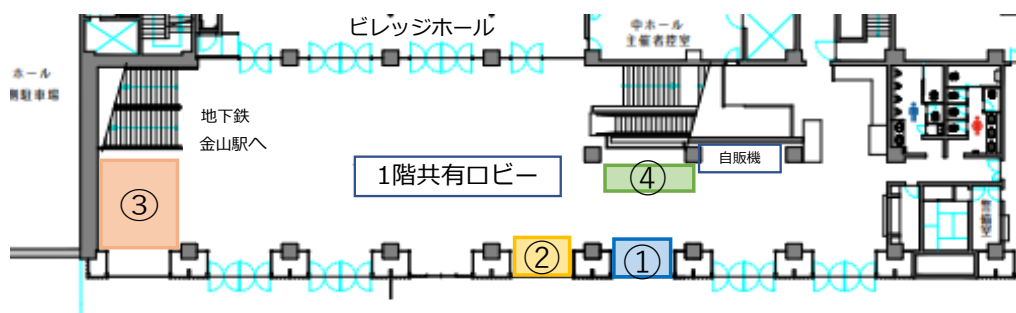 ビレッジホール
中ホール
主催者控室
ホール
側駐車場
地下鉄
金山駅へ
1階共有ロビー
自販機
④
③
②
①